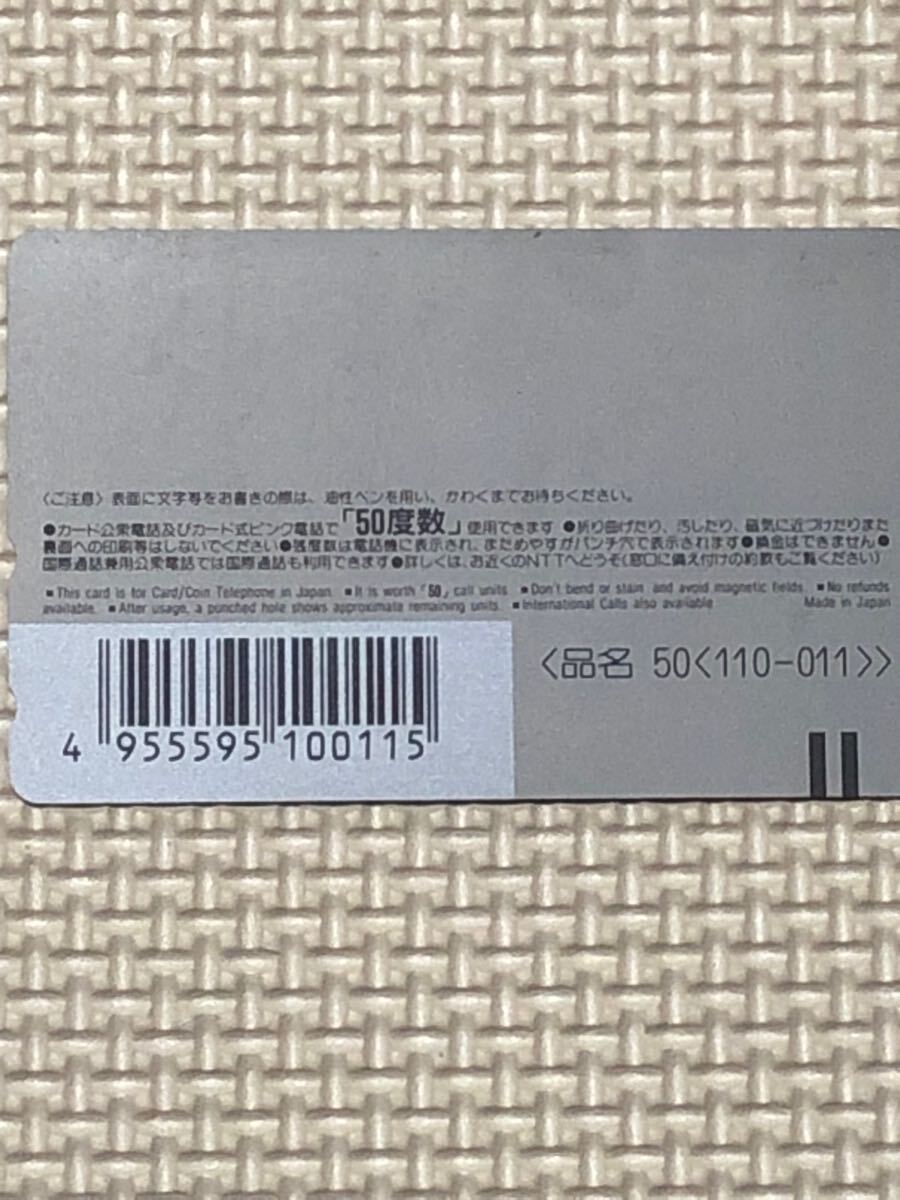 〈ご注意〉表面に文字等をお書きの際は、油性ペンを用い、かわくまでお待ちください。
●カード公衆電話及びカード式ピンク電話で「50度数」使用できます ●折り曲げたり、汚したり、磁気に近づけたりまた
裏面への印刷等はしないでください●残度数は電話機に表示され、まためやすがパンチ穴で表示されます●換金はできません●
国際通話兼用公衆電話では国際通話も利用できます●詳しくは、お近くのNTTへどうぞ(窓口に備え付けの約款もご覧ください)
■This card is for Card/Coin Telephone in Japan. ■It is worth「50」call units ■Don't bend or stain and avoid magnetic fields ■No refunds
available. ■After usage, a punched hole shows approximate remaining units ■International Calls also available Made in Japan
〈品名 50<110-011>〉
4 955595 100115